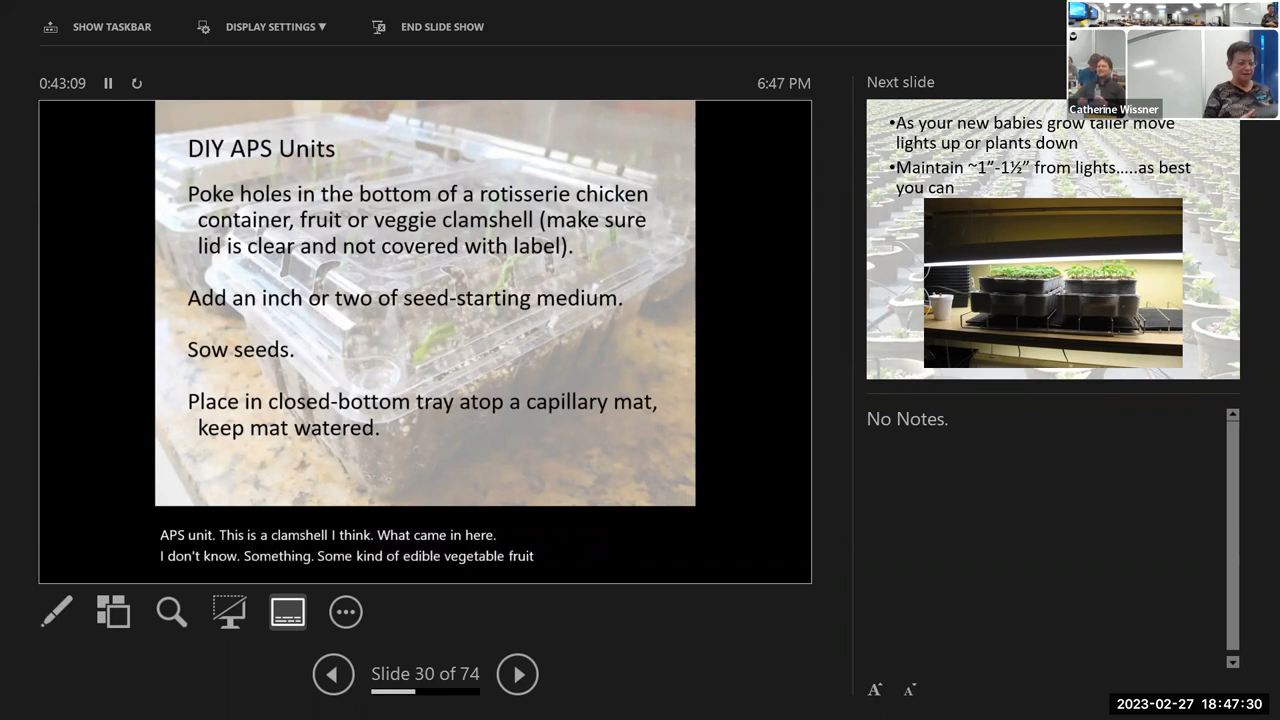 SHOW TASKBAR
DISPLAY SETTINGS ▼
END SLIDE SHOW
0:43:09
6:47 PM
DIY APS Units
Poke holes in the bottom of a rotisserie chicken
container, fruit or veggie clamshell (make sure
lid is clear and not covered with label).
Add an inch or two of seed-starting medium.
Sow seeds.
Place in closed-bottom tray atop a capillary mat,
keep mat watered.
APS unit. This is a clamshell I think. What came in here.
I don't know. Something. Some kind of edible vegetable fruit
Slide 30 of 74
Next slide
Catherine Wissner
•As your new babies grow taller move
lights up or plants down
•Maintain ~1”-1½” from lights…..as best
you can
No Notes.
A A
2023-02-27 18:47:30